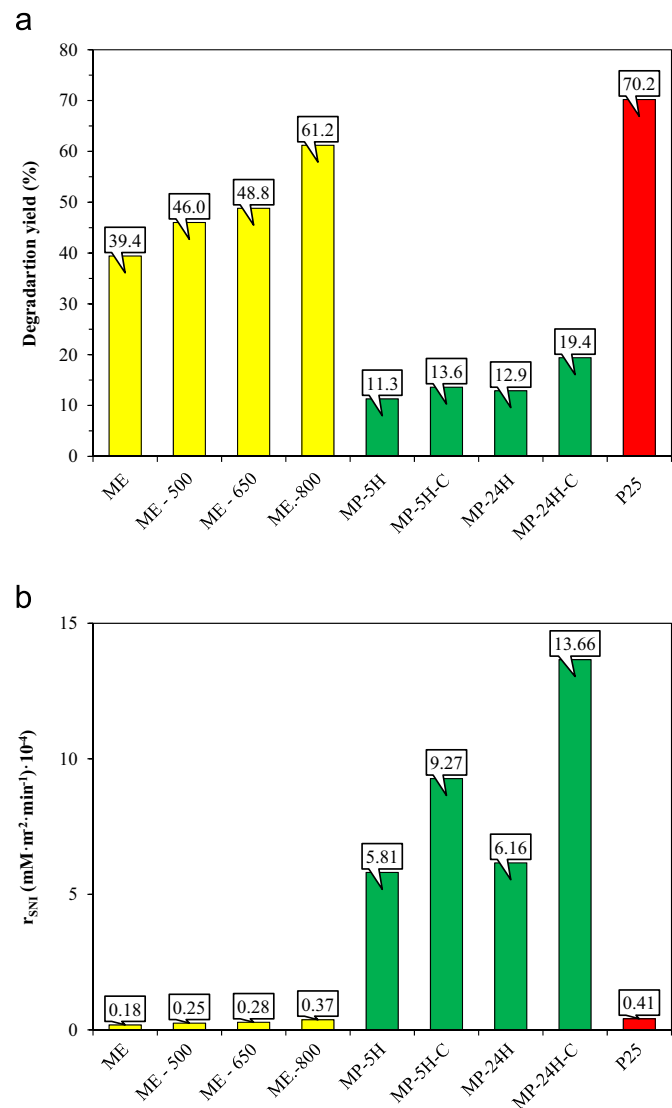 a
80
70
60
50
40
30
20
10
0
Degradartion yield (%)
39.4
46.0
48.8
61.2
11.3
13.6
12.9
19.4
70.2
ME
ME - 500
ME - 650
ME.-800
MP-5H
MP-5H-C
MP-24H
MP-24H-C
P25
b
15
10
5
0
rSNI (mM·m⁻²·min⁻¹)·10⁻⁴
0.18
0.25
0.28
0.37
5.81
9.27
6.16
13.66
0.41
ME
ME - 500
ME - 650
ME.-800
MP-5H
MP-5H-C
MP-24H
MP-24H-C
P25